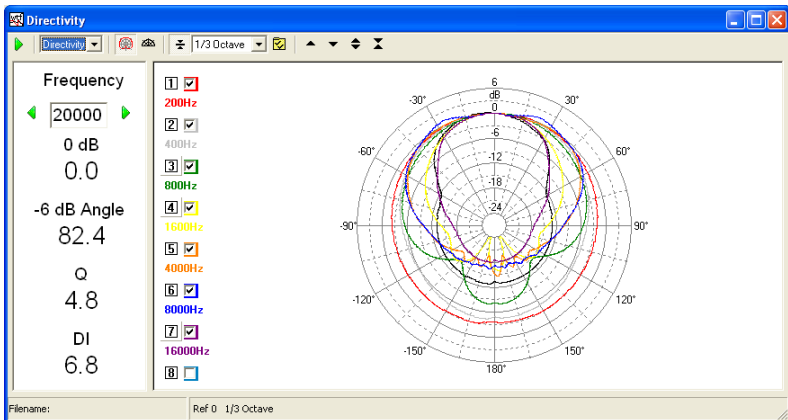 Directivity
Directivity 1/3 Octave
Frequency
20000
0 dB
0.0
-6 dB Angle
82.4
Q
4.8
DI
6.8
1
200Hz
2
400Hz
3
800Hz
4
1600Hz
5
4000Hz
6
8000Hz
7
16000Hz
8
6
dB
0
-6
-12
-18
-24
-30°
30°
-60°
60°
-90°
90°
-120°
120°
-150°
150°
180°
Filename: Ref 0 1/3 Octave